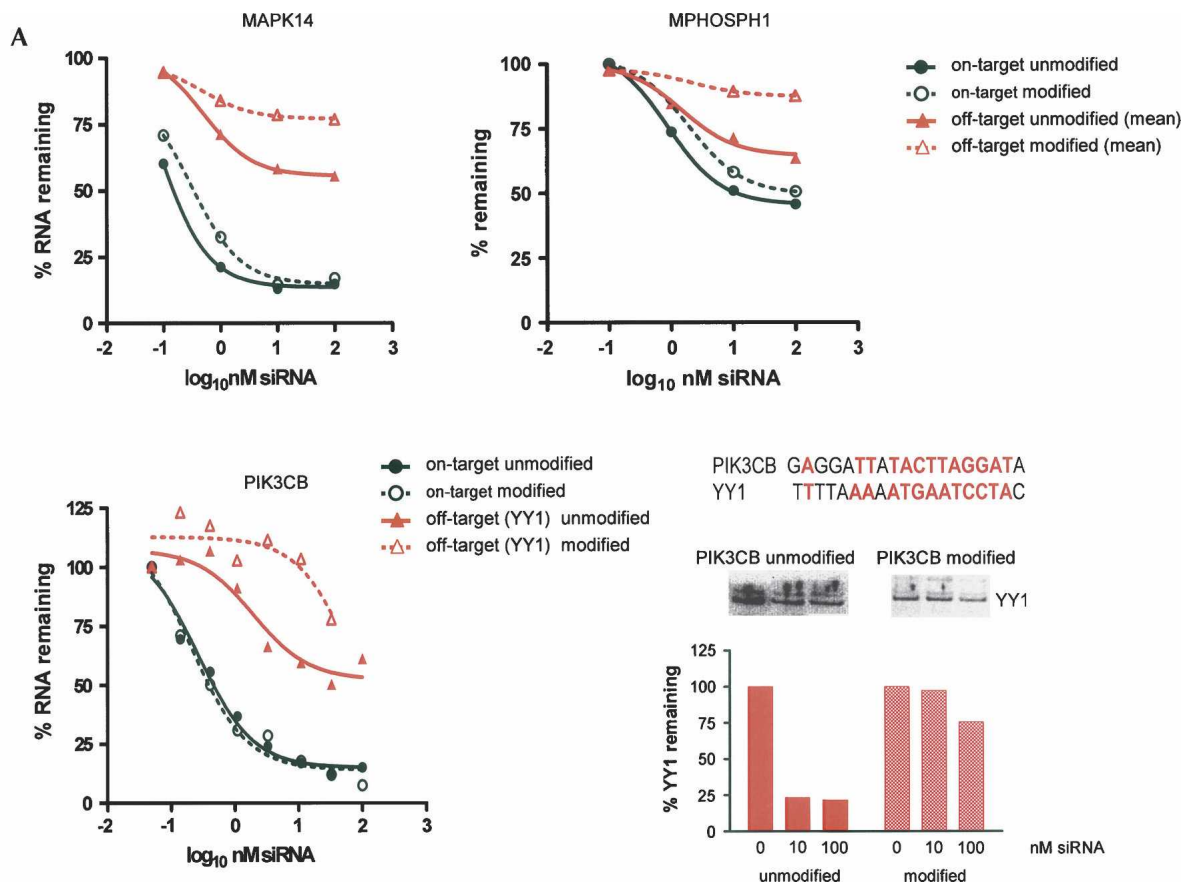 A
MAPK14
% RNA remaining
100
75
50
25
0
-2 -1 0 1 2 3
log10nM siRNA
MPHOSPH1
% remaining
100
75
50
25
0
-2 -1 0 1 2 3
log10 nM siRNA
on-target unmodified
on-target modified
off-target unmodified (mean)
off-target modified (mean)
PIK3CB
% RNA remaining
125
100
75
50
25
0
-2 -1 0 1 2 3
log10 nM siRNA
on-target unmodified
on-target modified
off-target (YY1) unmodified
off-target (YY1) modified
PIK3CB GAGGATTATACTTAGGATA
YY1 TTTTAAAAATGAATCCTAC
PIK3CB unmodified PIK3CB modified
YY1
% YY1 remaining
100
75
50
25
0
0 10 100 0 10 100 nM siRNA
unmodified modified